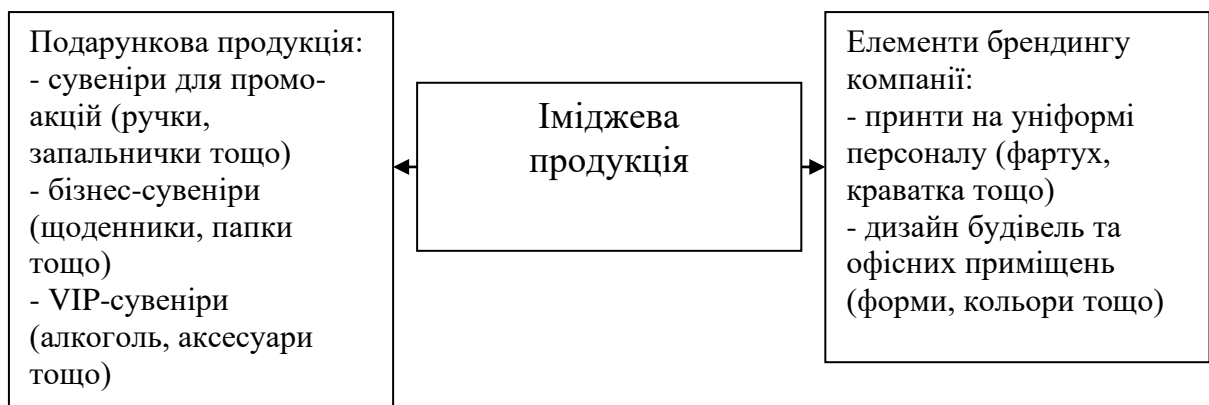 Подарункова продукція:
- сувеніри для промо-
акцій (ручки,
запальнички тощо)
- бізнес-сувеніри
(щоденники, папки
тощо)
- VIP-сувеніри
(алкоголь, аксесуари
тощо)
Іміджева
продукція
Елементи брендингу
компанії:
- принти на уніформі
персоналу (фартух,
краватка тощо)
- дизайн будівель та
офісних приміщень
(форми, кольори тощо)